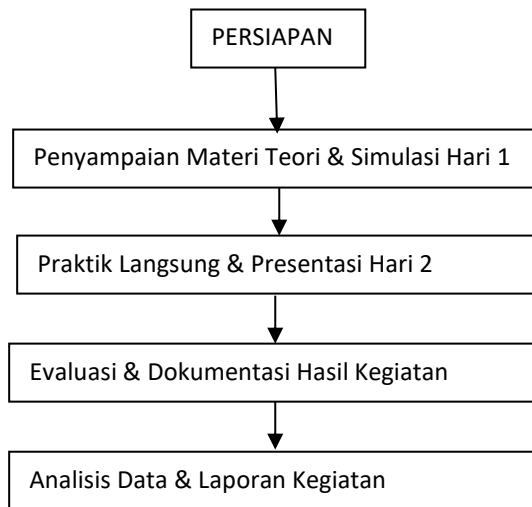 PERSIAPAN
Penyampaian Materi Teori & Simulasi Hari 1
Praktik Langsung & Presentasi Hari 2
Evaluasi & Dokumentasi Hasil Kegiatan
Analisis Data & Laporan Kegiatan